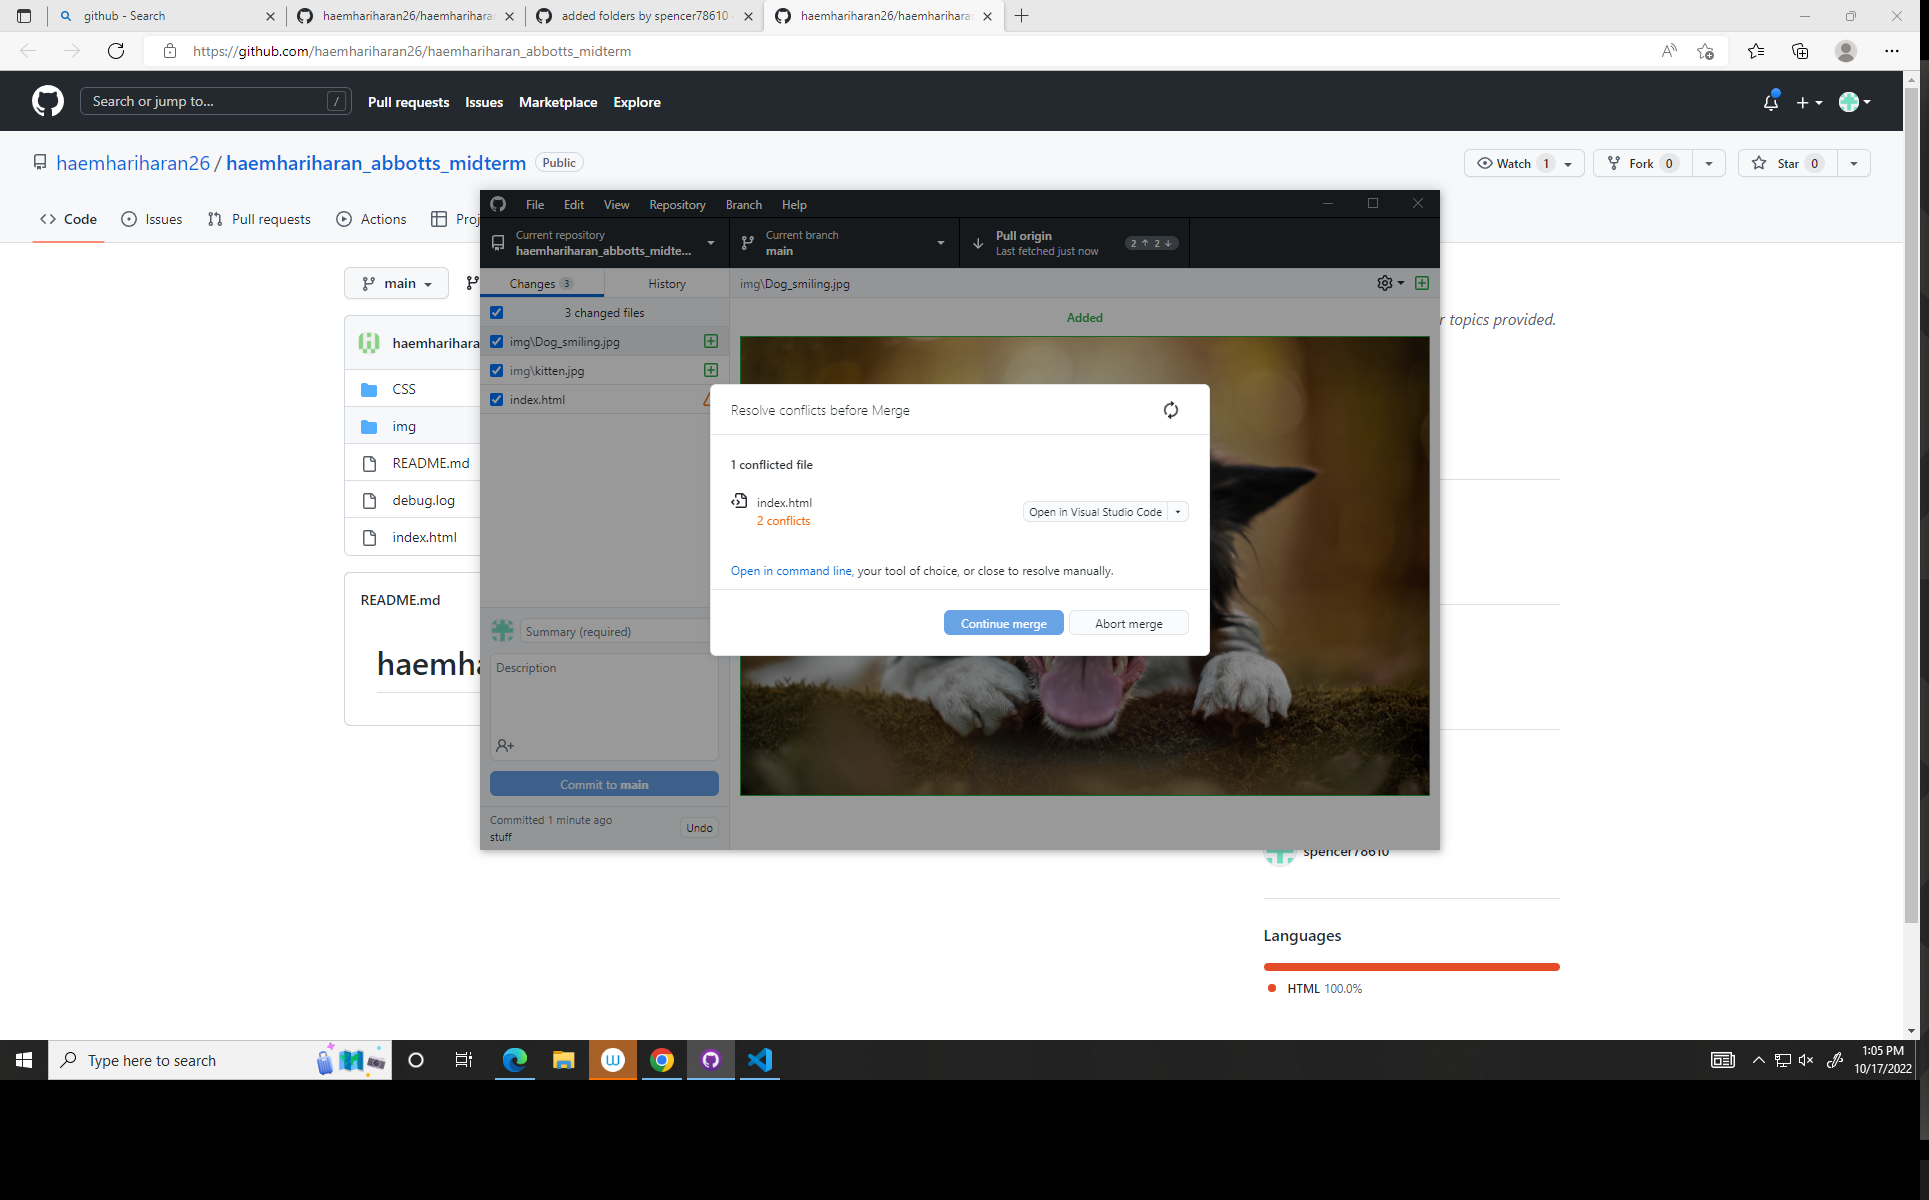 github - Search
haemhariharan26/haemhariharan
added folders by spencer78610
haemhariharan26/haemhariharan
https://github.com/haemhariharan26/haemhariharan_abbotts_midterm
Search or jump to...
/
Pull requests
Issues
Marketplace
Explore
haemhariharan26 / haemhariharan_abbotts_midterm
Public
Watch 1
Fork 0
Star 0
Code
Issues
Pull requests
Actions
Proj
File
Edit
View
Repository
Branch
Help
Current repository
haemhariharan_abbotts_midte...
Current branch
main
Pull origin
Last fetched just now
2 ↑ 2 ↓
main
Changes 3
History
img\Dog_smiling.jpg
3 changed files
Added
r topics provided.
img\Dog_smiling.jpg
haemharihara
img\kitten.jpg
CSS
index.html
img
README.md
debug.log
index.html
Resolve conflicts before Merge
1 conflicted file
index.html
2 conflicts
Open in Visual Studio Code
Open in command line, your tool of choice, or close to resolve manually.
Continue merge
Abort merge
README.md
haemha
Summary (required)
Description
Commit to main
Committed 1 minute ago
stuff
Undo
spencer78610
Languages
HTML 100.0%
Type here to search
1:05 PM
10/17/2022